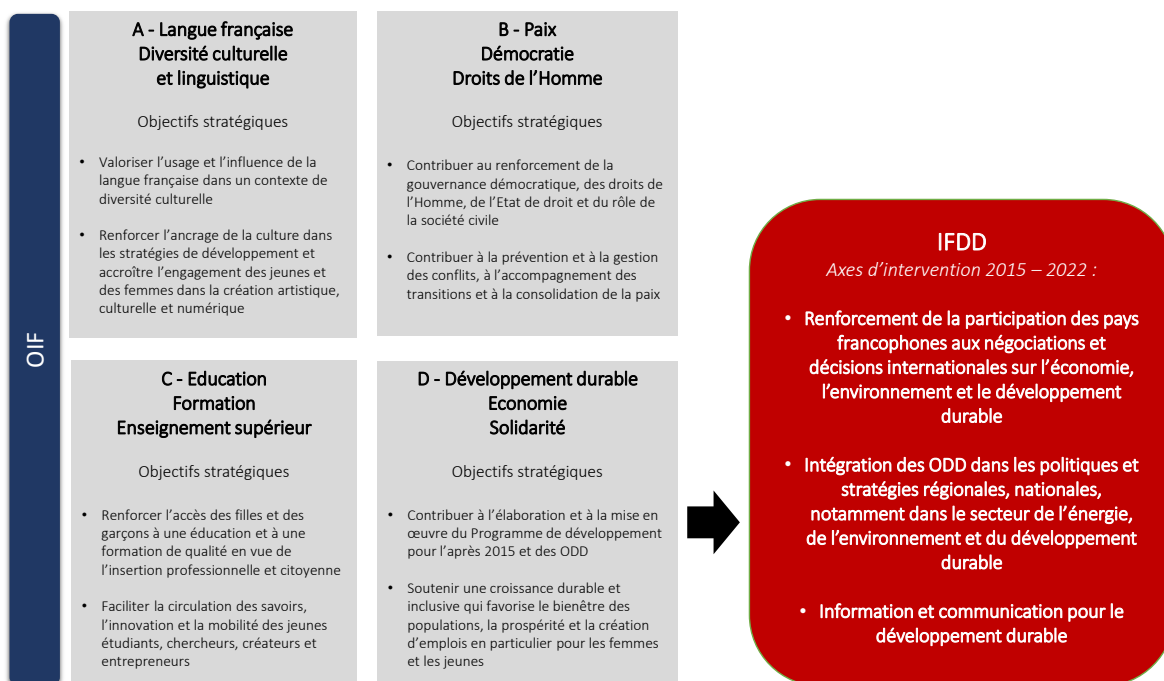 OIF
A - Langue française
Diversité culturelle
et linguistique
Objectifs stratégiques
• Valoriser l'usage et l'influence de la
langue française dans un contexte de
diversité culturelle
• Renforcer l'ancrage de la culture dans
les stratégies de développement et
accroître l'engagement des jeunes et
des femmes dans la création artistique,
culturelle et numérique
B - Paix
Démocratie
Droits de l'Homme
Objectifs stratégiques
• Contribuer au renforcement de la
gouvernance démocratique, des droits de
l'Homme, de l'Etat de droit et du rôle de
la société civile
• Contribuer à la prévention et à la gestion
des conflits, à l'accompagnement des
transitions et à la consolidation de la paix
C - Education
Formation
Enseignement supérieur
Objectifs stratégiques
• Renforcer l'accès des filles et des
garçons à une éducation et à une
formation de qualité en vue de
l'insertion professionnelle et citoyenne
• Faciliter la circulation des savoirs,
l'innovation et la mobilité des jeunes
étudiants, chercheurs, créateurs et
entrepreneurs
D - Développement durable
Economie
Solidarité
Objectifs stratégiques
• Contribuer à l'élaboration et à la mise en
œuvre du Programme de développement
pour l'après 2015 et des ODD
• Soutenir une croissance durable et
inclusive qui favorise le bienêtre des
populations, la prospérité et la création
d'emplois en particulier pour les femmes
et les jeunes
IFDD
Axes d'intervention 2015 – 2022 :
• Renforcement de la participation des pays
francophones aux négociations et
décisions internationales sur l'économie,
l'environnement et le développement
durable
• Intégration des ODD dans les politiques et
stratégies régionales, nationales,
notamment dans le secteur de l'énergie,
de l'environnement et du développement
durable
• Information et communication pour le
développement durable